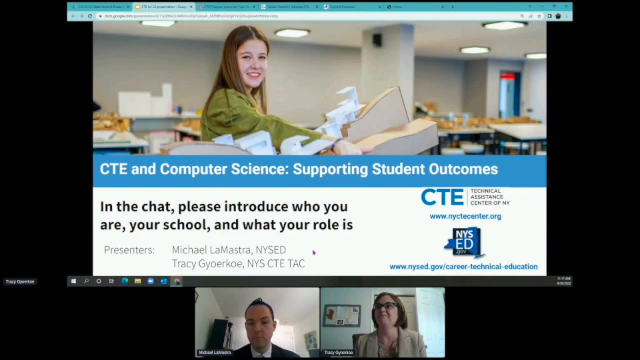 CTE and Computer Science: Supporting Student Outcomes
In the chat, please introduce who you
are, your school, and what your role is
Presenters: Michael LaMastra, NYSED
Tracy Gyoerkoe, NYS CTE TAC
CTE TECHNICAL
ASSISTANCE
CENTER OF NY
www.nyctecenter.org
NYS
ED
.gov
www.nysed.gov/career-technical-education
Tracy Gyoerkoe
Michael LaMastra
Tracy Gyoerkoe